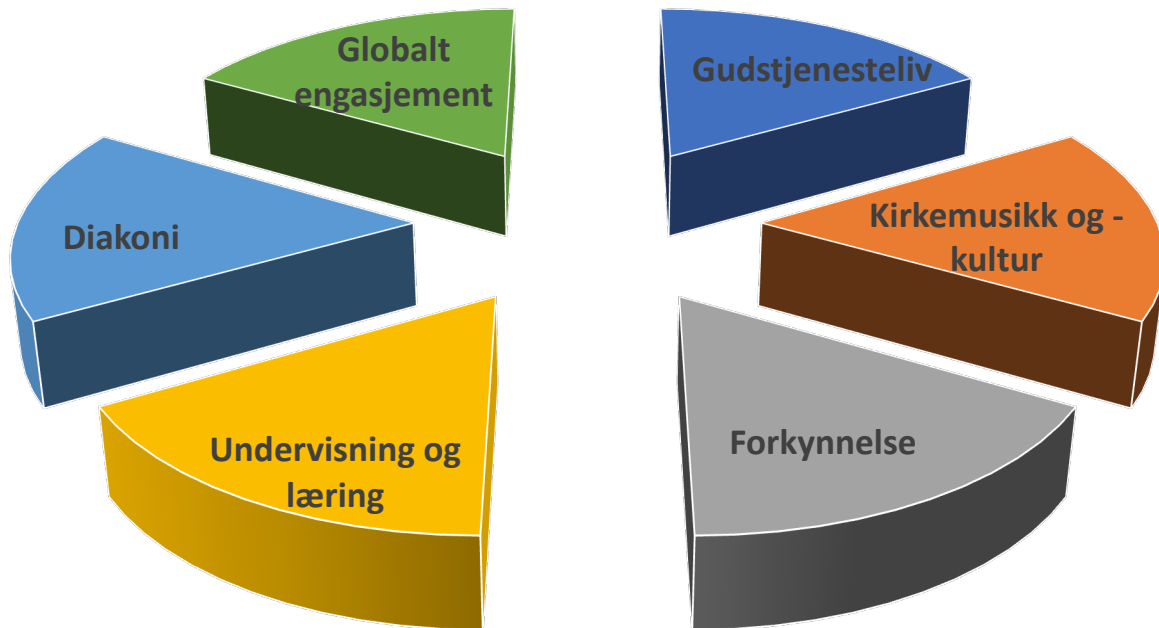 Globalt
engasjement
Gudstjenesteliv
Diakoni
Kirkemusikk og -
kultur
Undervisning og
læring
Forkynnelse